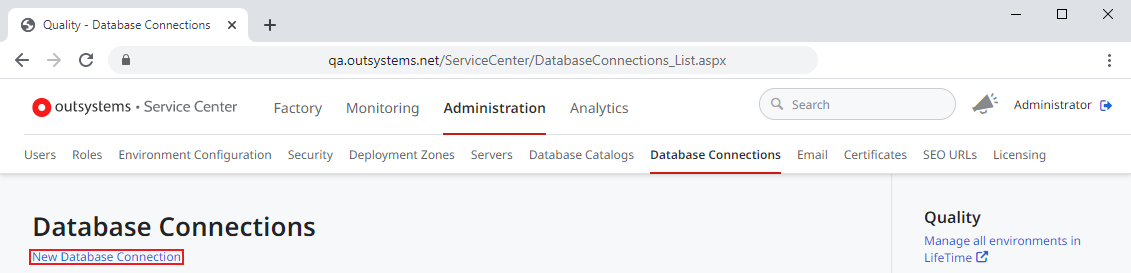 Quality - Database Connections
qa.outsystems.net/ServiceCenter/DatabaseConnections_List.aspx
outsystems • Service Center Factory Monitoring Administration Analytics Search Administrator
Users Roles Environment Configuration Security Deployment Zones Servers Database Catalogs Database Connections Email Certificates SEO URLs Licensing
Database Connections
New Database Connection
Quality
Manage all environments in
LifeTime